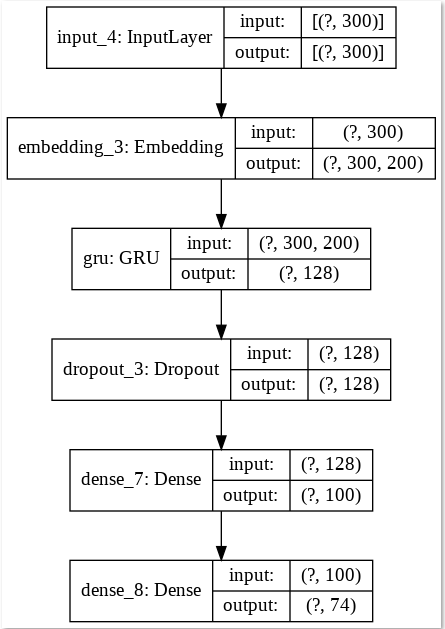 input_4: InputLayer
input: [(?, 300)]
output: [(?, 300)]
embedding_3: Embedding
input: (?, 300)
output: (?, 300, 200)
gru: GRU
input: (?, 300, 200)
output: (?, 128)
dropout_3: Dropout
input: (?, 128)
output: (?, 128)
dense_7: Dense
input: (?, 128)
output: (?, 100)
dense_8: Dense
input: (?, 100)
output: (?, 74)